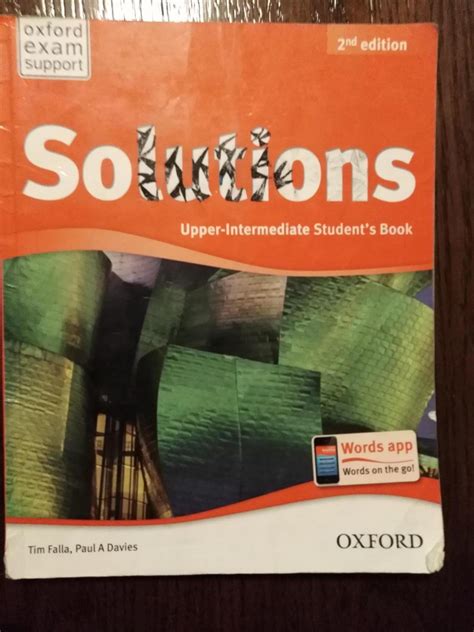 oxford
exam
support
2nd edition
Solutions
Upper-Intermediate Student's Book
Words app
Words on the go!
Tim Falla, Paul A Davies
OXFORD